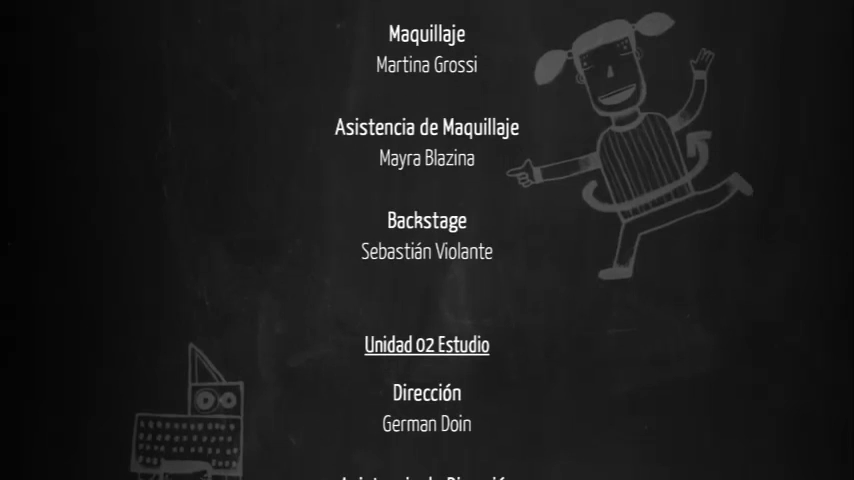 Maquillaje
Martina Grossi
Asistencia de Maquillaje
Mayra Blazina
Backstage
Sebastián Violante
Unidad 02 Estudio
Dirección
German Doin